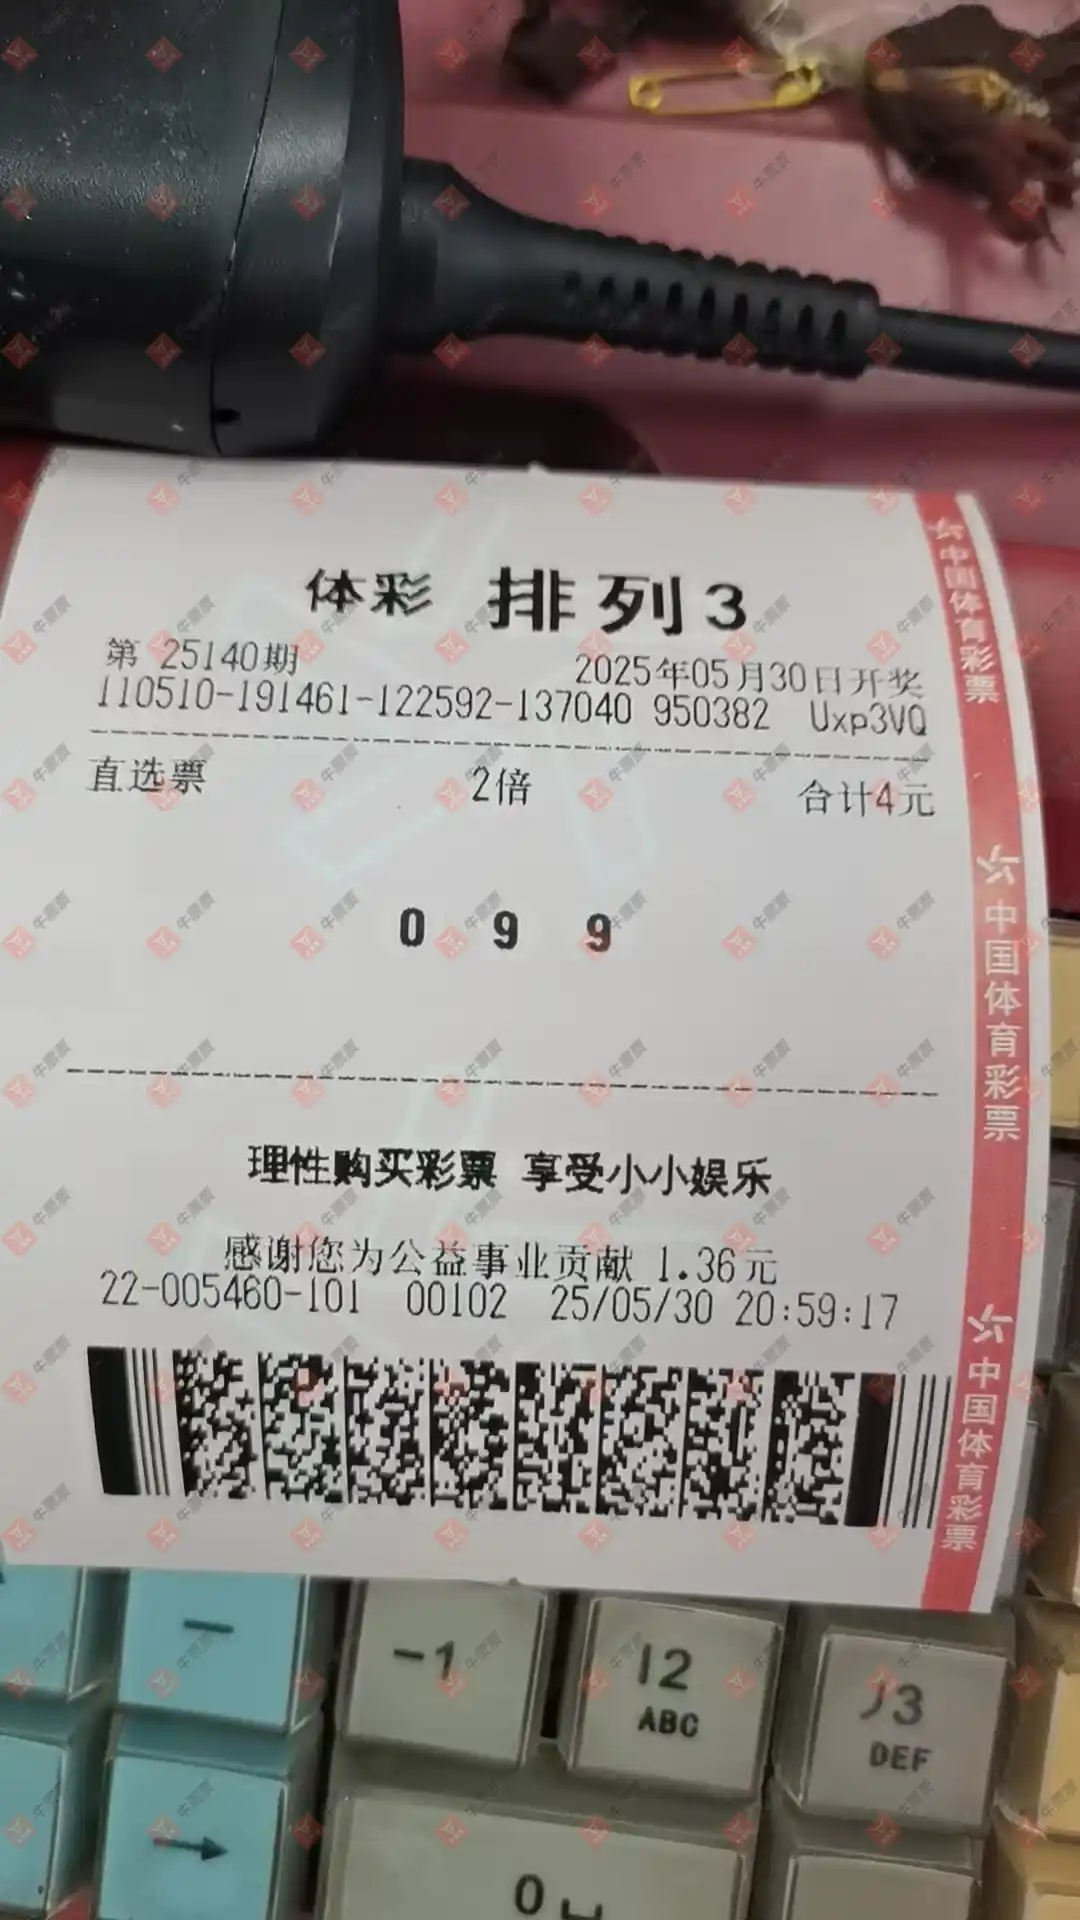 体彩 排列3
第 25140期 2025年05月30日开奖
110510-191461-122592-137040 950382 Uxp3VQ
直选票 2倍 合计4元
0 9 9
理性购买彩票 享受小小娱乐
感谢您为公益事业贡献 1.36元
22-005460-101 00102 25/05/30 20:59:17
中国体育彩票
中国体育彩票
中国体育彩票
-1
ABC
3
DEF
0
牛票票